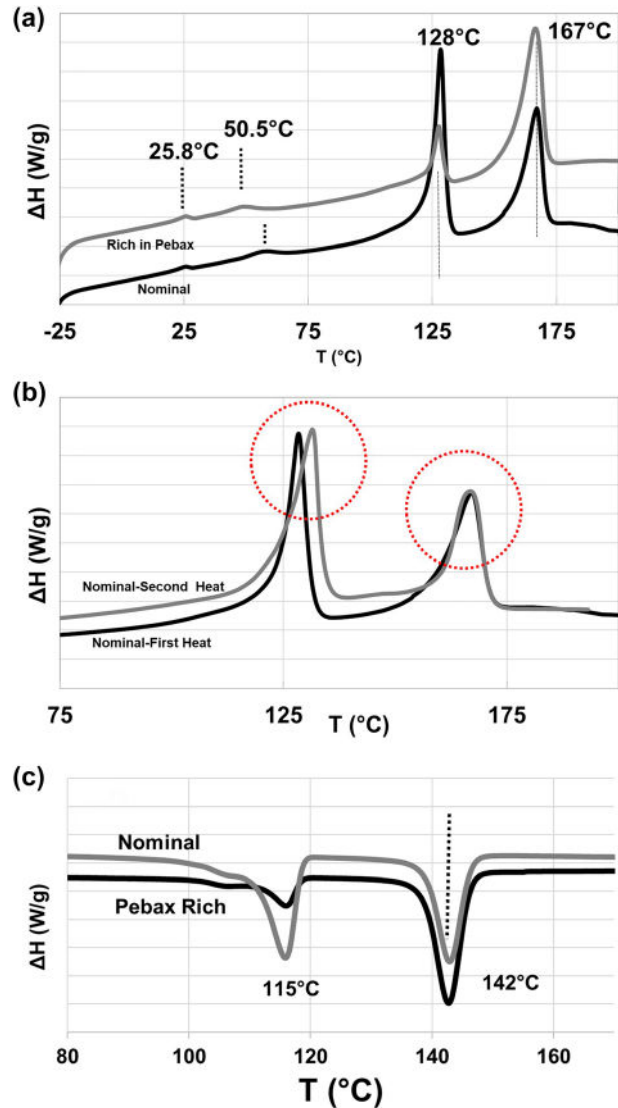 (a)
128°C
167°C
50.5°C
25.8°C
ΔH (W/g)
Rich in Pebax
Nominal
-25 25 75 125 175
T (°C)
(b)
ΔH (W/g)
Nominal-Second Heat
Nominal-First Heat
75 125 175
T (°C)
(c)
Nominal
Pebax Rich
ΔH (W/g)
115°C
142°C
80 100 120 140 160
T (°C)